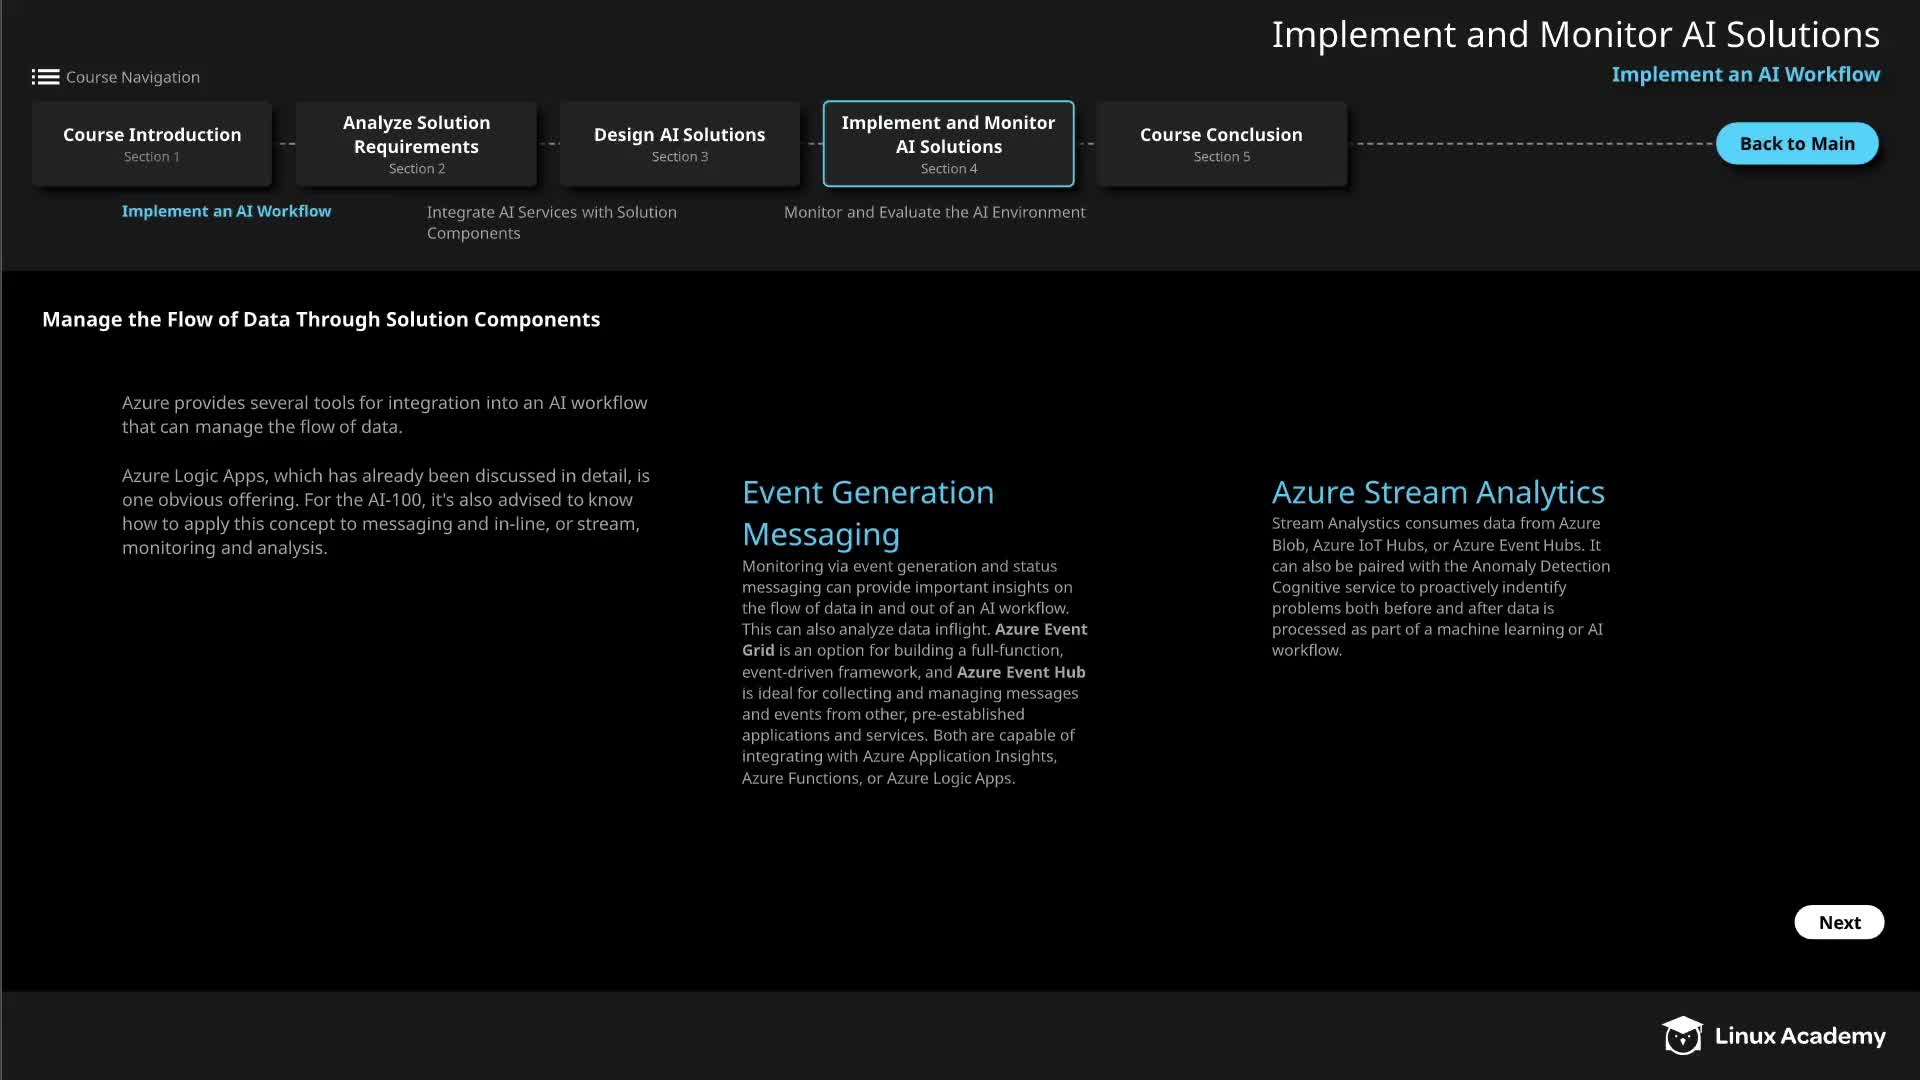 Implement and Monitor AI Solutions
Implement an AI Workflow
Course Navigation
Course Introduction
Section 1
Analyze Solution
Requirements
Section 2
Design AI Solutions
Section 3
Implement and Monitor
AI Solutions
Section 4
Course Conclusion
Section 5
Back to Main
Implement an AI Workflow
Integrate AI Services with Solution
Components
Monitor and Evaluate the AI Environment
Manage the Flow of Data Through Solution Components
Azure provides several tools for integration into an AI workflow
that can manage the flow of data.
Azure Logic Apps, which has already been discussed in detail, is
one obvious offering. For the AI-100, it's also advised to know
how to apply this concept to messaging and in-line, or stream,
monitoring and analysis.
Event Generation
Messaging
Monitoring via event generation and status
messaging can provide important insights on
the flow of data in and out of an AI workflow.
This can also analyze data inflight. Azure Event
Grid is an option for building a full-function,
event-driven framework, and Azure Event Hub
is ideal for collecting and managing messages
and events from other, pre-established
applications and services. Both are capable of
integrating with Azure Application Insights,
Azure Functions, or Azure Logic Apps.
Azure Stream Analytics
Stream Analystics consumes data from Azure
Blob, Azure IoT Hubs, or Azure Event Hubs. It
can also be paired with the Anomaly Detection
Cognitive service to proactively indentify
problems both before and after data is
processed as part of a machine learning or AI
workflow.
Next
Linux Academy